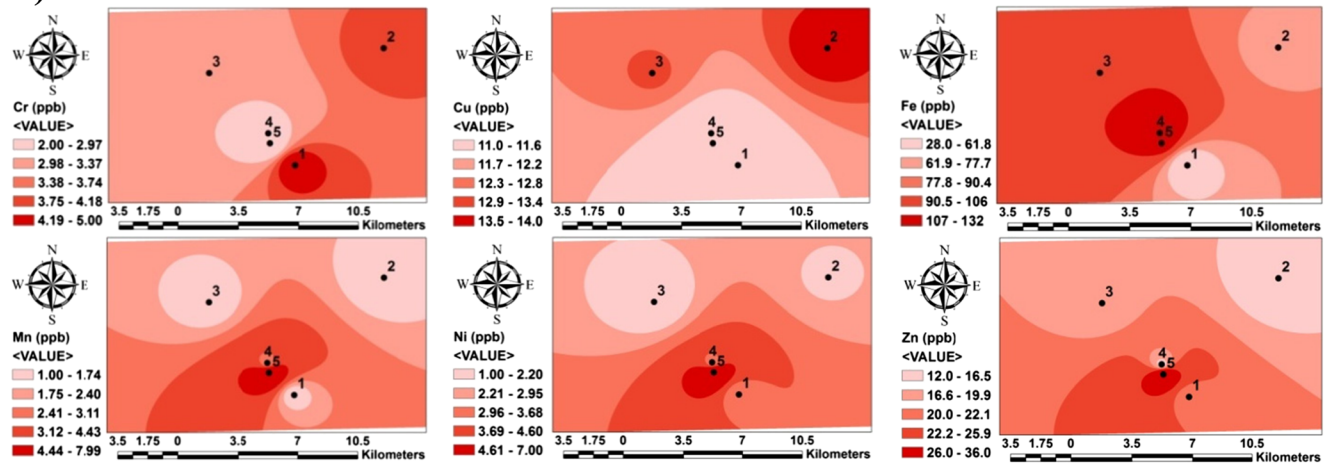 N
W E
S
Cr (ppb)
<VALUE>
2.00 - 2.97
2.98 - 3.37
3.38 - 3.74
3.75 - 4.18
4.19 - 5.00
2
3
4
5
1
3.5 1.75 0 3.5 7 10.5
Kilometers
N
W E
S
Cu (ppb)
<VALUE>
11.0 - 11.6
11.7 - 12.2
12.3 - 12.8
12.9 - 13.4
13.5 - 14.0
2
3
4
5
1
3.5 1.75 0 3.5 7 10.5
Kilometers
N
W E
S
Fe (ppb)
<VALUE>
28.0 - 61.8
61.9 - 77.7
77.8 - 90.4
90.5 - 106
107 - 132
2
3
4
5
1
3.5 1.75 0 3.5 7 10.5
Kilometers
N
W E
S
Mn (ppb)
<VALUE>
1.00 - 1.74
1.75 - 2.40
2.41 - 3.11
3.12 - 4.43
4.44 - 7.99
2
3
4
5
1
3.5 1.75 0 3.5 7 10.5
Kilometers
N
W E
S
Ni (ppb)
<VALUE>
1.00 - 2.20
2.21 - 2.95
2.96 - 3.68
3.69 - 4.60
4.61 - 7.00
2
3
4
5
1
3.5 1.75 0 3.5 7 10.5
Kilometers
N
W E
S
Zn (ppb)
<VALUE>
12.0 - 16.5
16.6 - 19.9
20.0 - 22.1
22.2 - 25.9
26.0 - 36.0
2
3
4
5
1
3.5 1.75 0 3.5 7 10.5
Kilometers